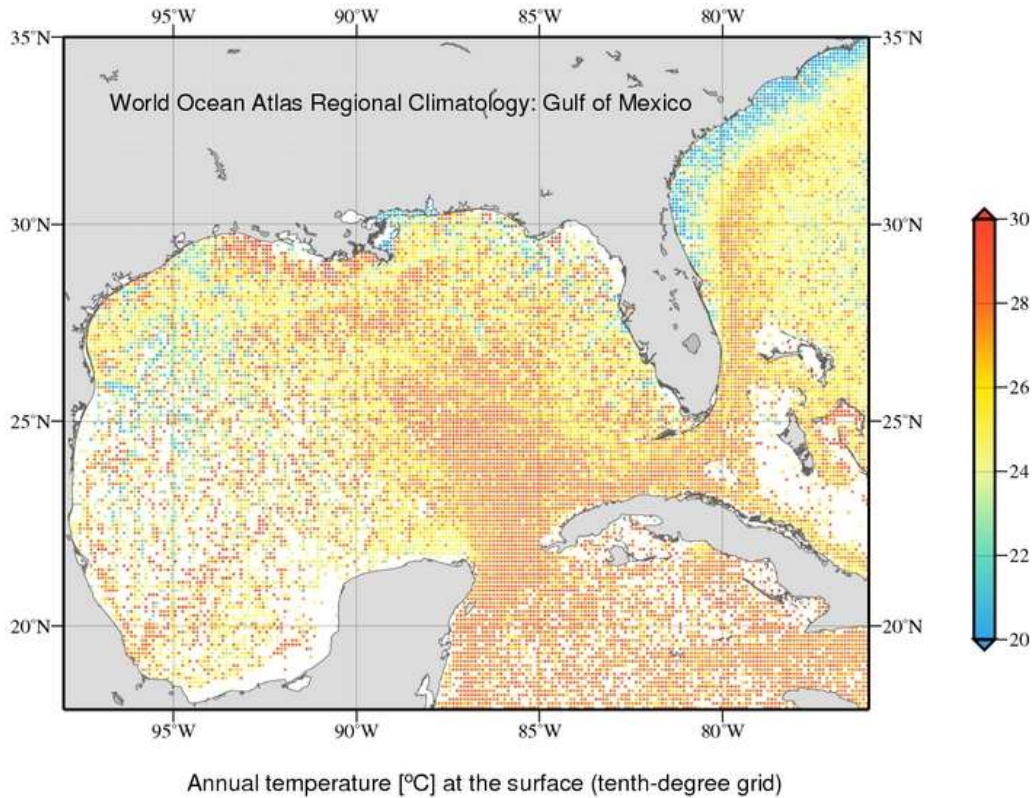 95°W 90°W 85°W 80°W
35°N 35°N
World Ocean Atlas Regional Climatology: Gulf of Mexico
30°N 30°N
30
28
26
25°N 25°N
24
22
20°N 20°N
20
95°W 90°W 85°W 80°W
Annual temperature [ºC] at the surface (tenth-degree grid)